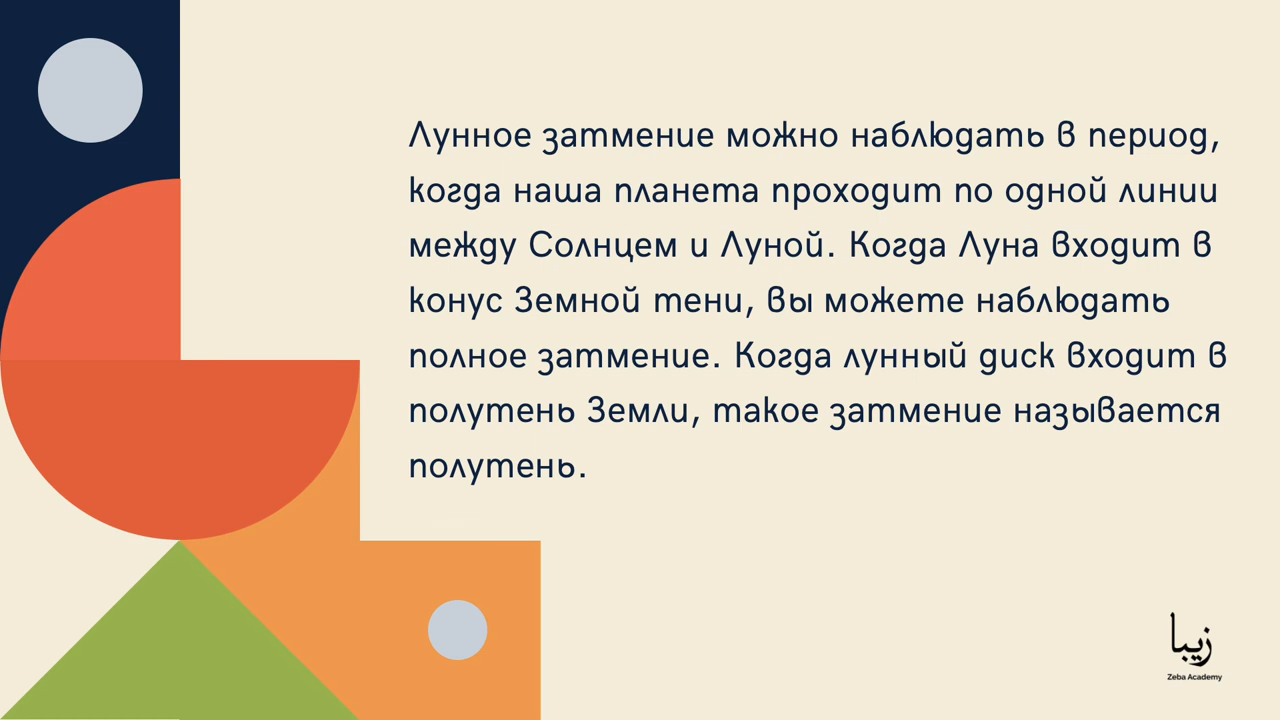 Лунное затмение можно наблюдать в период,
когда наша планета проходит по одной линии
между Солнцем и Луной. Когда Луна входит в
конус Земной тени, вы можете наблюдать
полное затмение. Когда лунный диск входит в
полутень Земли, такое затмение называется
полутень.
زيبا
Zeba Academy